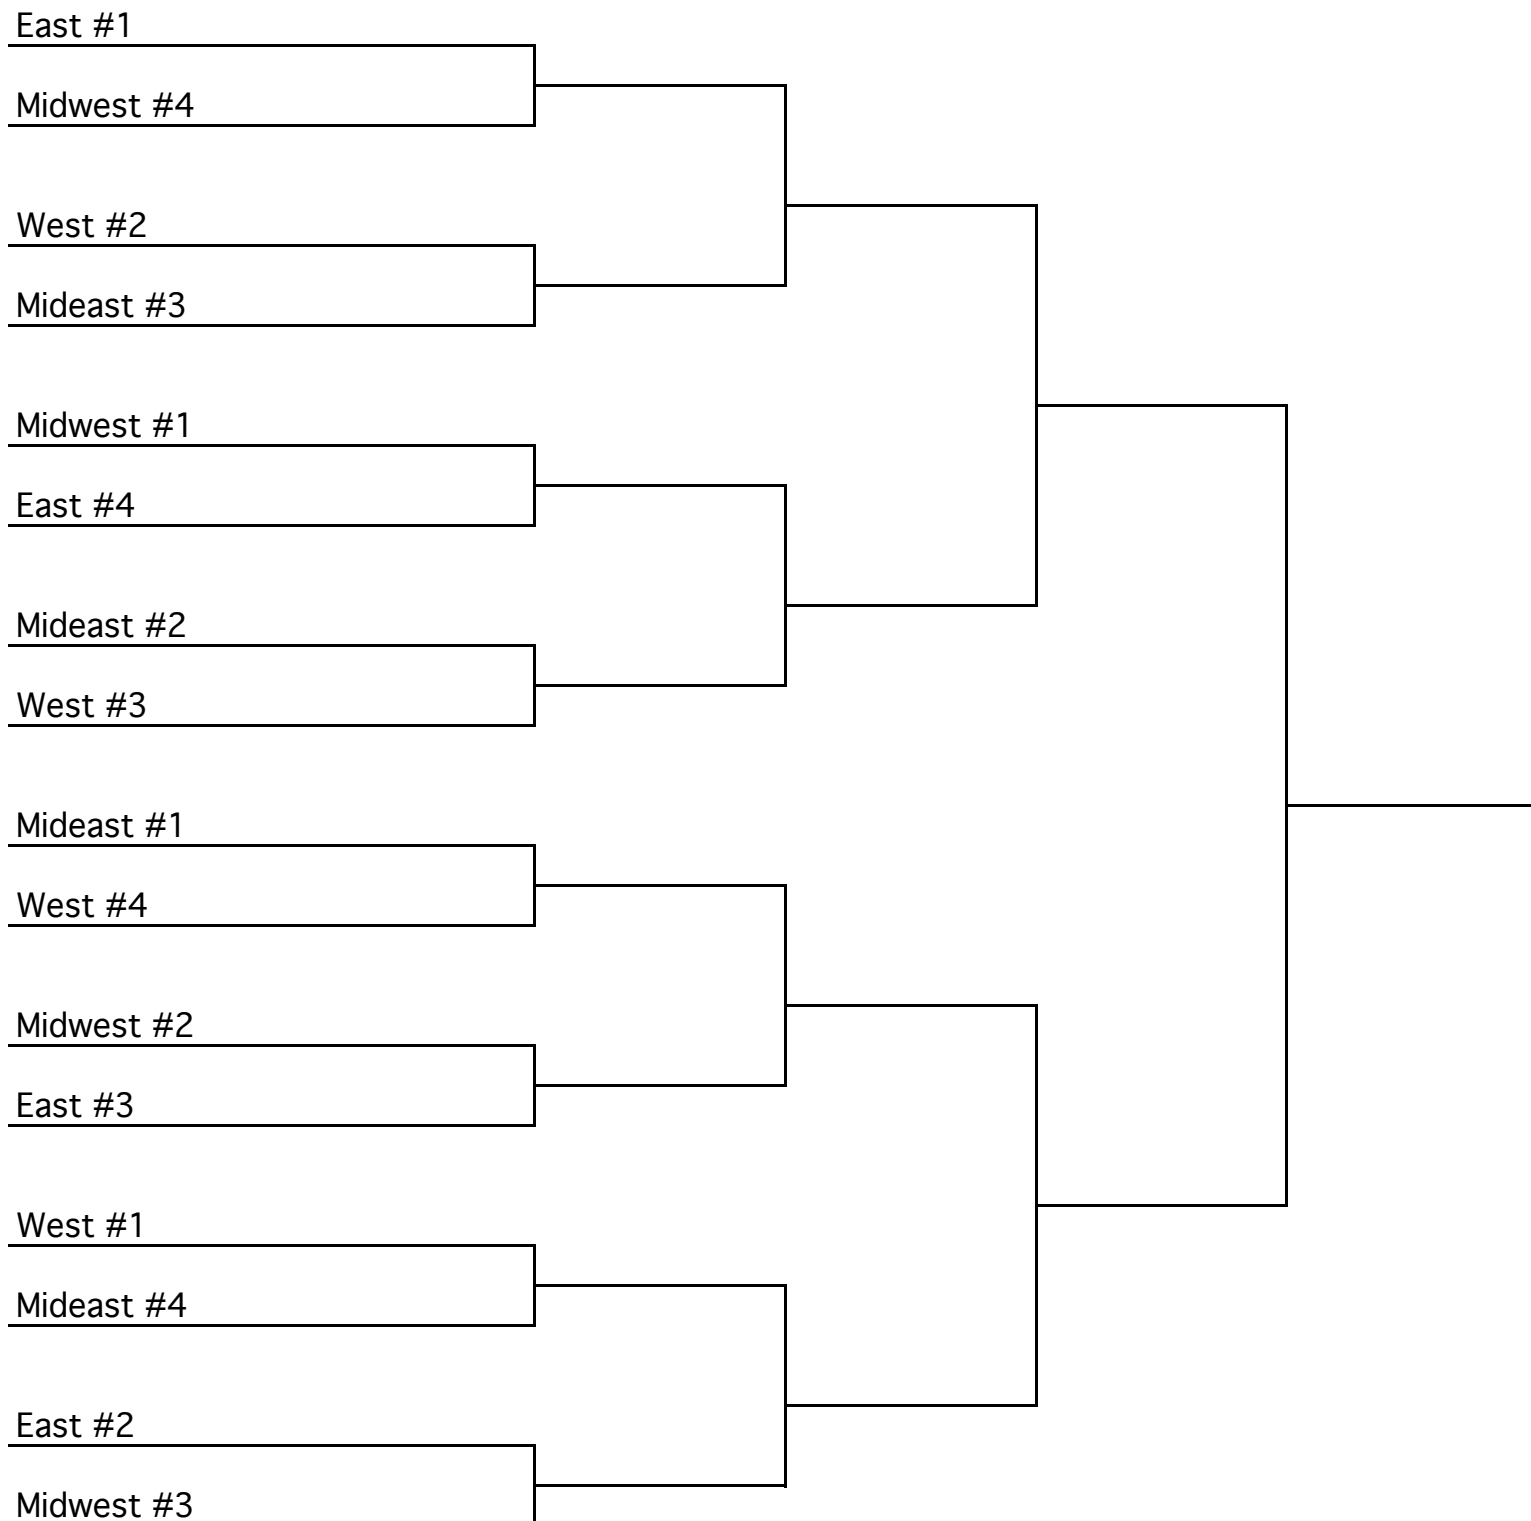 East #1
Midwest #4
West #2
Mideast #3
Midwest #1
East #4
Mideast #2
West #3
Mideast #1
West #4
Midwest #2
East #3
West #1
Mideast #4
East #2
Midwest #3